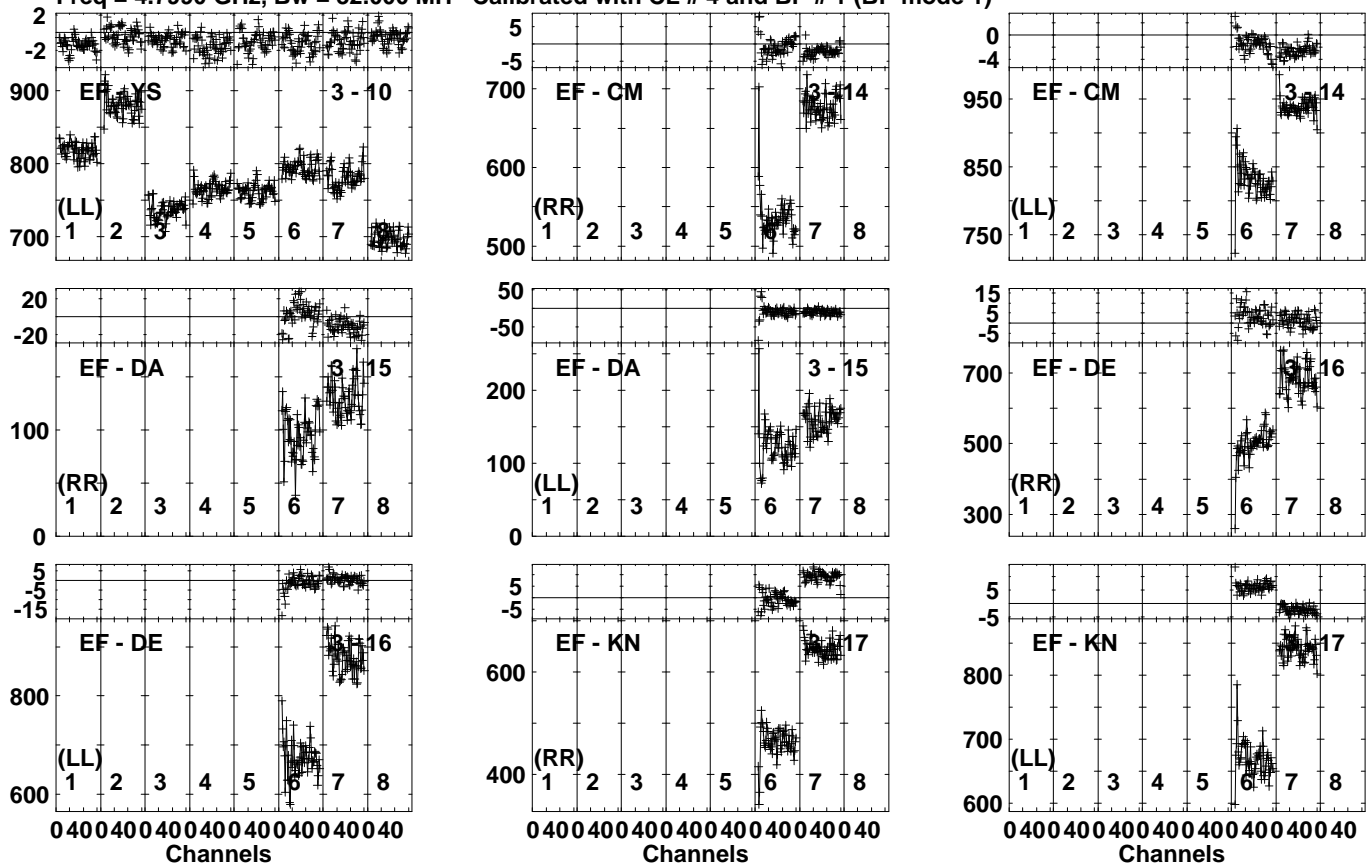 Freq = 4.7990 GHz, Bw = 32.000 MH Calibrated with CL # 4 and BP # 1 (BP mode 1)
2
-2
EF - YS 3 - 10
900
800
700
(LL)
1 2 3 4 5 6 7 8
5
-5
EF - CM 3 - 14
700
600
500
(RR)
1 2 3 4 5 6 7 8
0
-4
EF - CM 3 - 14
950
850
750
(LL)
1 2 3 4 5 6 7 8
20
-20
EF - DA 3 - 15
100
0
(RR)
1 2 3 4 5 6 7 8
50
-50
EF - DA 3 - 15
200
100
0
(LL)
1 2 3 4 5 6 7 8
15
5
-5
EF - DE 3 - 16
700
500
300
(RR)
1 2 3 4 5 6 7 8
5
-5
-15
EF - DE 3 - 16
800
600
(LL)
1 2 3 4 5 6 7 8
5
-5
EF - KN 3 - 17
600
400
(RR)
1 2 3 4 5 6 7 8
5
-5
EF - KN 3 - 17
800
700
600
(LL)
1 2 3 4 5 6 7 8
0 40 0 40 0 40 0 40 0 40 0 40 0 40 0 40
Channels
0 40 0 40 0 40 0 40 0 40 0 40 0 40 0 40
Channels
0 40 0 40 0 40 0 40 0 40 0 40 0 40 0 40
Channels